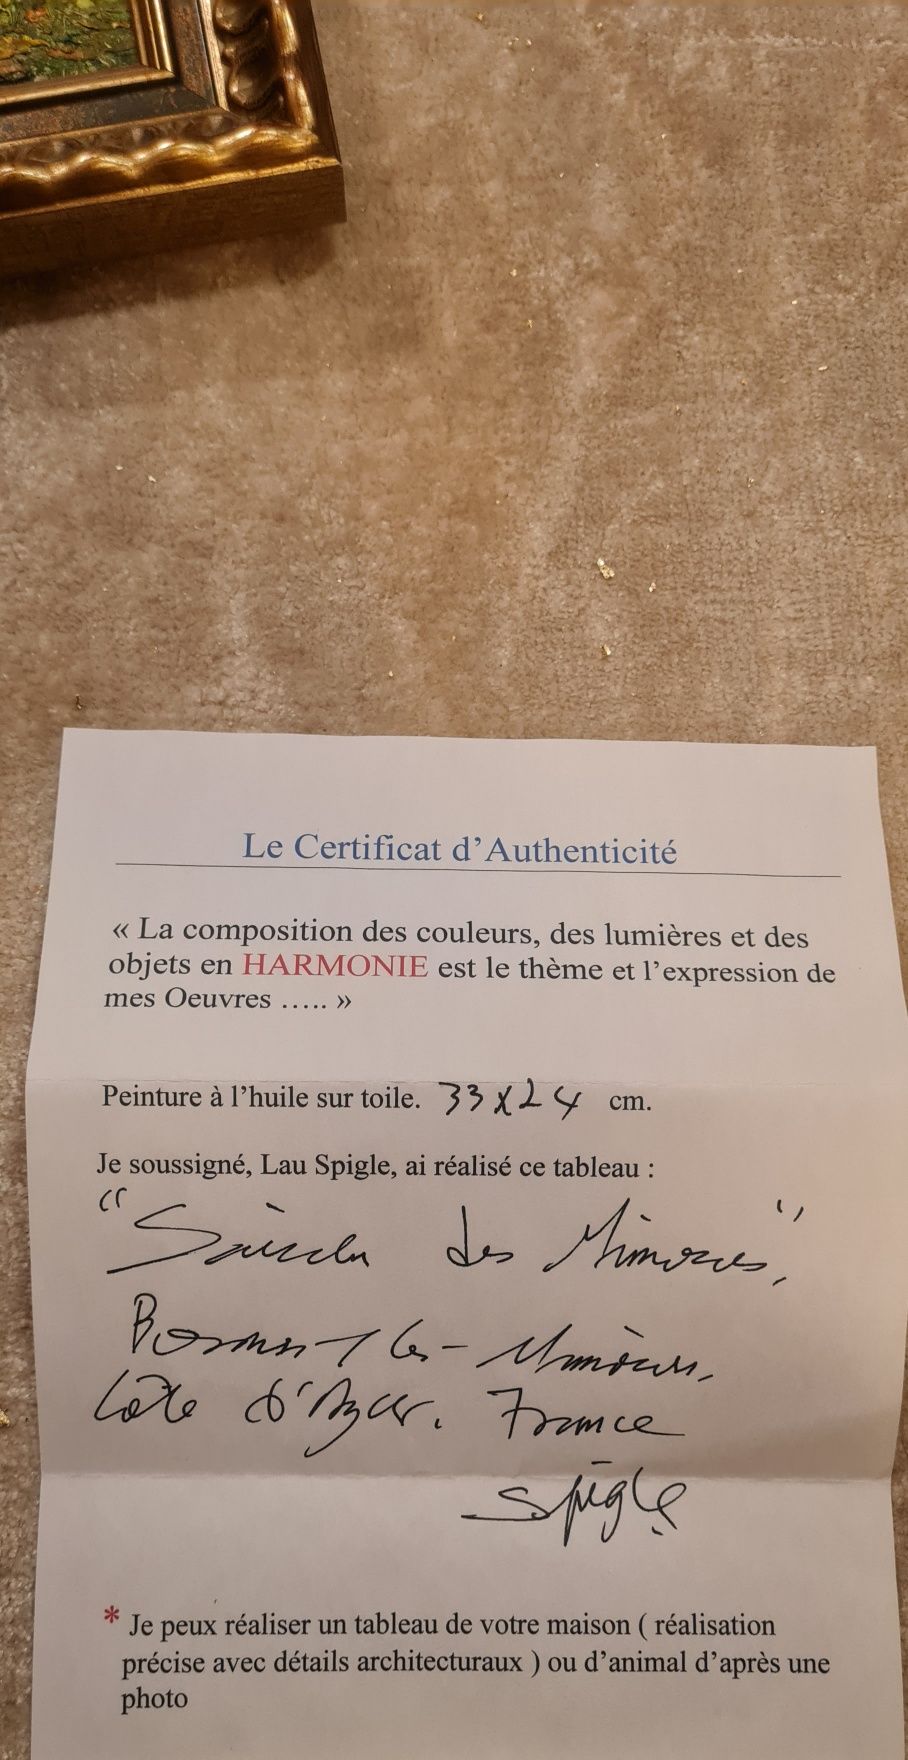 Le Certificat d'Authenticité
« La composition des couleurs, des lumières et des
objets en HARMONIE est le thème et l'expression de
mes Oeuvres ..... »
Peinture à l'huile sur toile. 33 x 24 cm.
Je soussigné, Lau Spigle, ai réalisé ce tableau :
" des Mimosas",
Bormes-les-Mimosas,
Côte d'Azur. France
Spigle
* Je peux réaliser un tableau de votre maison ( réalisation
précise avec détails architecturaux ) ou d'animal d'après une
photo